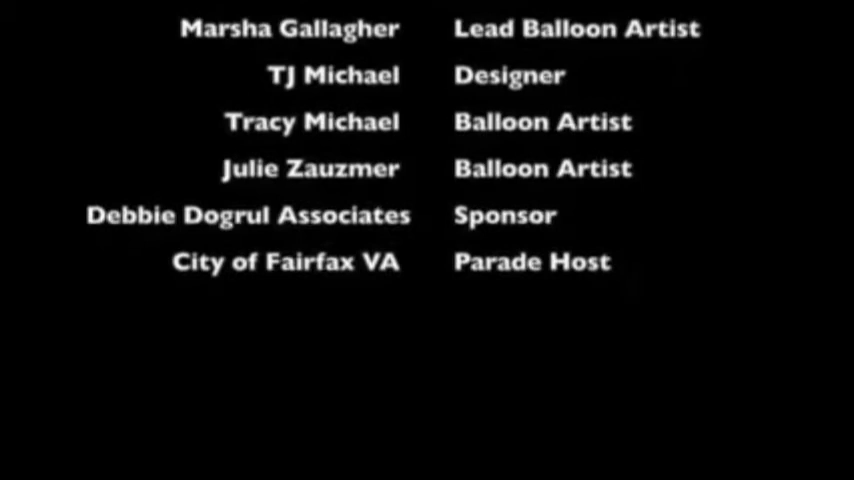 Marsha Gallagher Lead Balloon Artist
TJ Michael Designer
Tracy Michael Balloon Artist
Julie Zauzmer Balloon Artist
Debbie Dogrul Associates Sponsor
City of Fairfax VA Parade Host